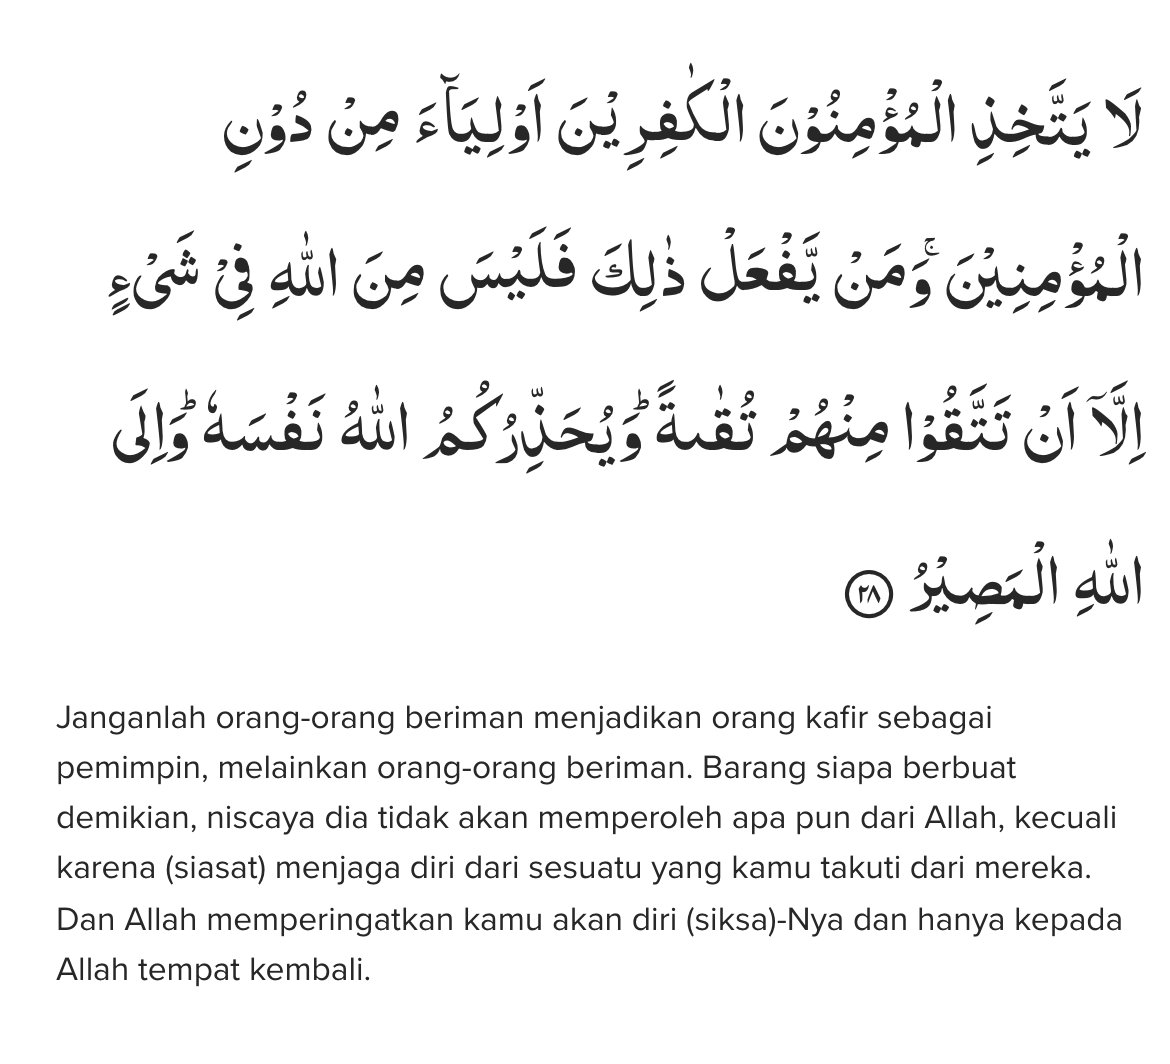 لَا يَتَّخِذِ الْمُؤْمِنُوْنَ الْكٰفِرِيْنَ اَوْلِيَاۤءَ مِنْ دُوْنِ
الْمُؤْمِنِيْنَ ۚوَمَنْ يَّفْعَلْ ذٰلِكَ فَلَيْسَ مِنَ اللّٰهِ فِيْ شَيْءٍ
اِلَّآ اَنْ تَتَّقُوْا مِنْهُمْ تُقٰىةً ۗوَيُحَذِّرُكُمُ اللّٰهُ نَفْسَهٗ ۗوَاِلَى
اللّٰهِ الْمَصِيْرُ ٢٨
Janganlah orang-orang beriman menjadikan orang kafir sebagai
pemimpin, melainkan orang-orang beriman. Barang siapa berbuat
demikian, niscaya dia tidak akan memperoleh apa pun dari Allah, kecuali
karena (siasat) menjaga diri dari sesuatu yang kamu takuti dari mereka.
Dan Allah memperingatkan kamu akan diri (siksa)-Nya dan hanya kepada
Allah tempat kembali.